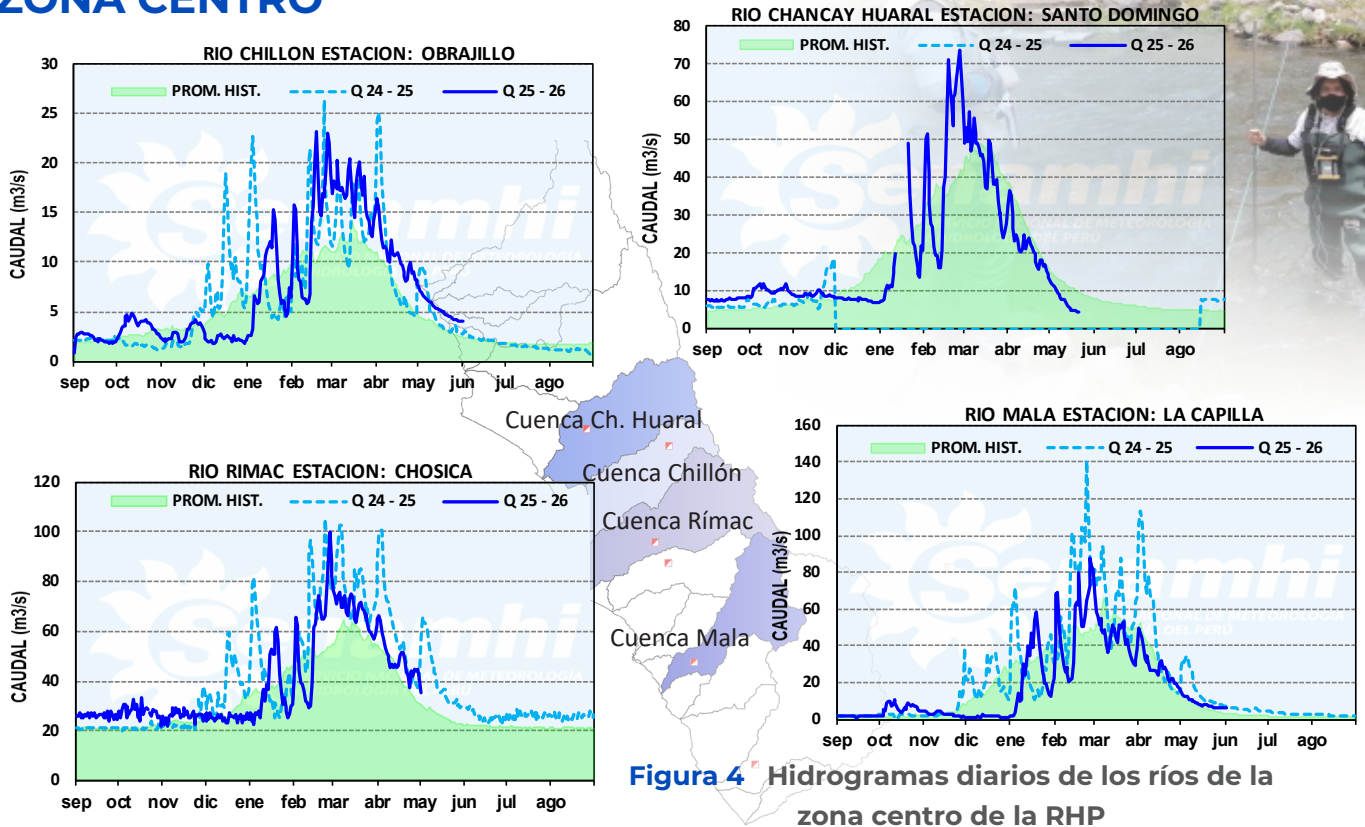 ZONA CENTRO
RIO CHILLON ESTACION: OBRAJILLO
PROM. HIST. Q 24 - 25 Q 25 - 26
CAUDAL (m3/s)
30
25
20
15
10
5
0
sep oct nov dic ene feb mar abr may jun jul ago
RIO CHANCAY HUARAL ESTACION: SANTO DOMINGO
PROM. HIST. Q 24 - 25 Q 25 - 26
CAUDAL (m3/s)
80
70
60
50
40
30
20
10
0
sep oct nov dic ene feb mar abr may jun jul ago
Cuenca Ch. Huaral
Cuenca Chillón
Cuenca Rímac
Cuenca Mala
RIO RIMAC ESTACION: CHOSICA
PROM. HIST. Q 24 - 25 Q 25 - 26
CAUDAL (m3/s)
120
100
80
60
40
20
0
sep oct nov dic ene feb mar abr may jun jul ago
RIO MALA ESTACION: LA CAPILLA
PROM. HIST. Q 24 - 25 Q 25 - 26
CAUDAL (m3/s)
160
140
120
100
80
60
40
20
0
sep oct nov dic ene feb mar abr may jun jul ago
Figura 4 Hidrogramas diarios de los ríos de la
zona centro de la RHP